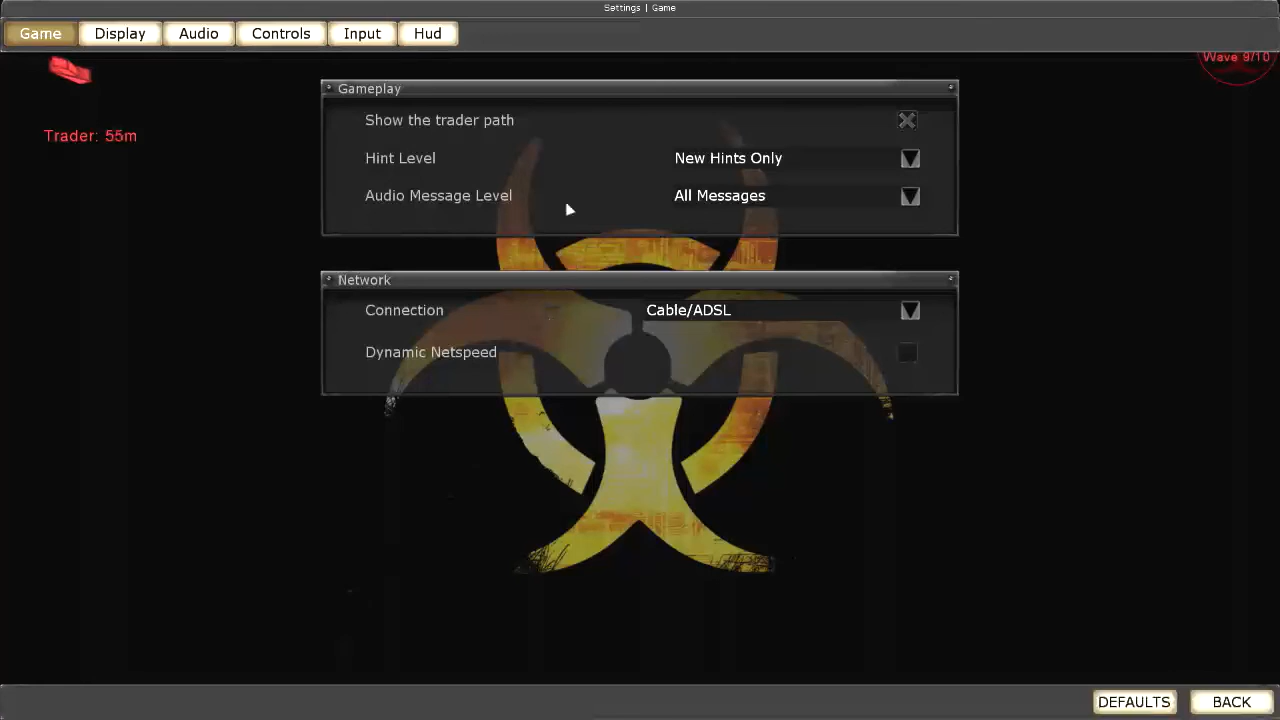 Settings | Game
Game Display Audio Controls Input Hud
Wave 9/10
Trader: 55m
Gameplay
Show the trader path
Hint Level New Hints Only
Audio Message Level All Messages
Network
Connection Cable/ADSL
Dynamic Netspeed
DEFAULTS BACK